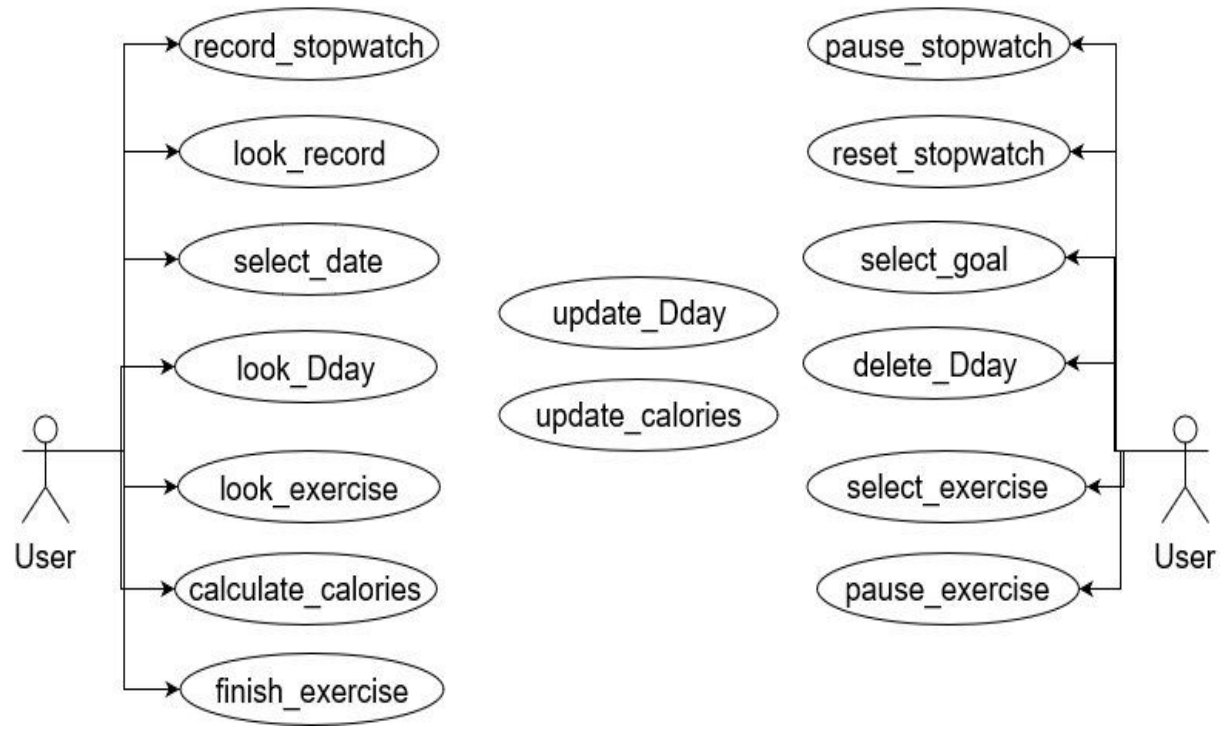 record_stopwatch
look_record
select_date
look_Dday
look_exercise
User
calculate_calories
finish_exercise
update_Dday
update_calories
pause_stopwatch
reset_stopwatch
select_goal
delete_Dday
select_exercise
User
pause_exercise